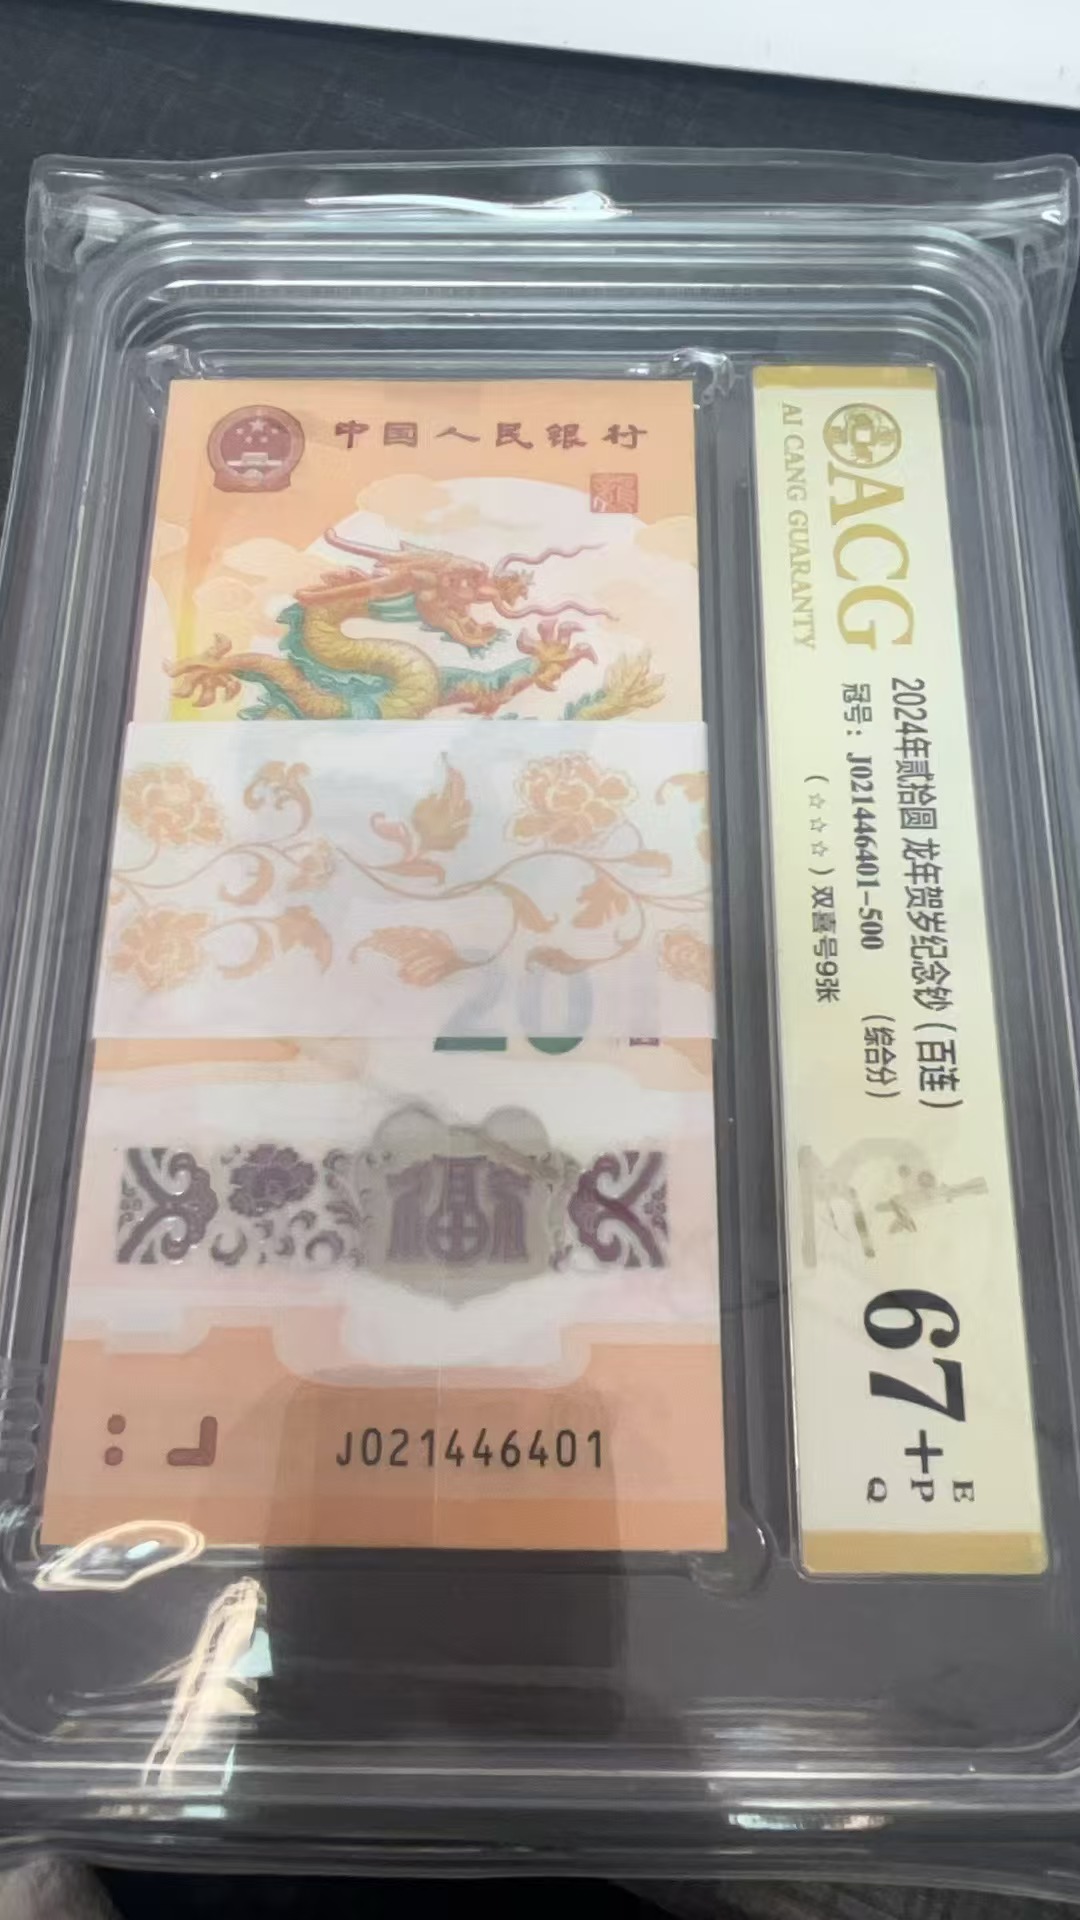 中国人民银行
20
J021446401
ACG
AI CANG GUARANTY
2024年贰拾圆 龙年贺岁纪念钞(百连)
冠号：J021446401-500 (综合分)
(☆☆☆) 双喜号9张
67+
E
P
Q